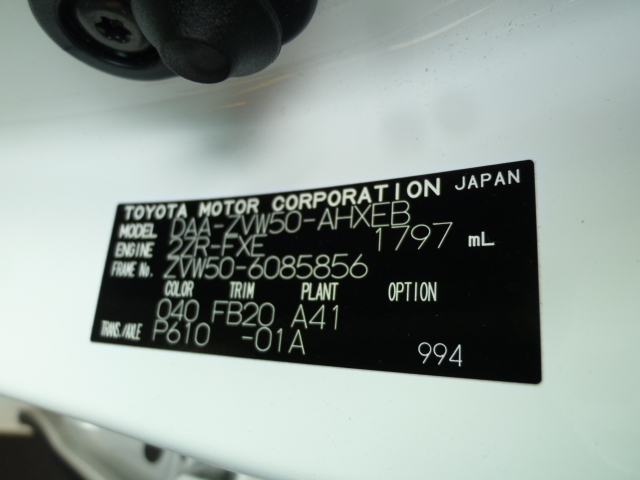 TOYOTA MOTOR CORPORATION JAPAN
MODEL DAA-ZVW50-AHXEB
ENGINE 2ZR-FXE 1797 mL
FRAME No. ZVW50-6085856
COLOR TRIM PLANT OPTION
040 FB20 A41
TRANS./AXLE P610 -01A
994